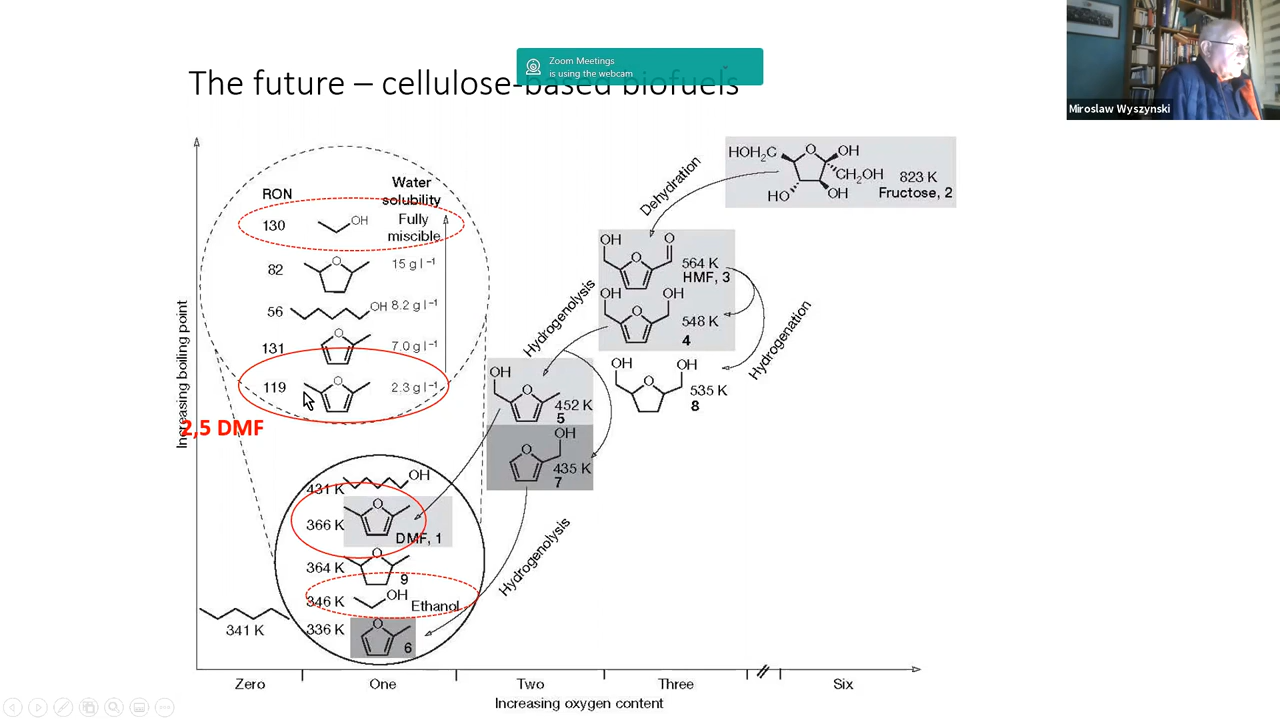 Zoom Meetings
is using the webcam
Miroslaw Wyszynski
The future – cellulose-based biofuels
RON
Water
solubility
130
OH
Fully
miscible
82
O
15 g l⁻¹
56
OH
8.2 g l⁻¹
131
O
7.0 g l⁻¹
119
O
2.3 g l⁻¹
2,5 DMF
Increasing boiling point
HOH₂C
O
OH
CH₂OH
HO
OH
823 K
Fructose, 2
Dehydration
OH
O
O
564 K
HMF, 3
OH
OH
O
548 K
4
Hydrogenolysis
Hydrogenation
OH
OH
O
535 K
8
OH
O
452 K
5
OH
O
435 K
7
Hydrogenolysis
431 K
OH
366 K
O
DMF, 1
364 K
O
9
346 K
OH
Ethanol
336 K
O
6
341 K
Zero
One
Two
Three
Six
Increasing oxygen content